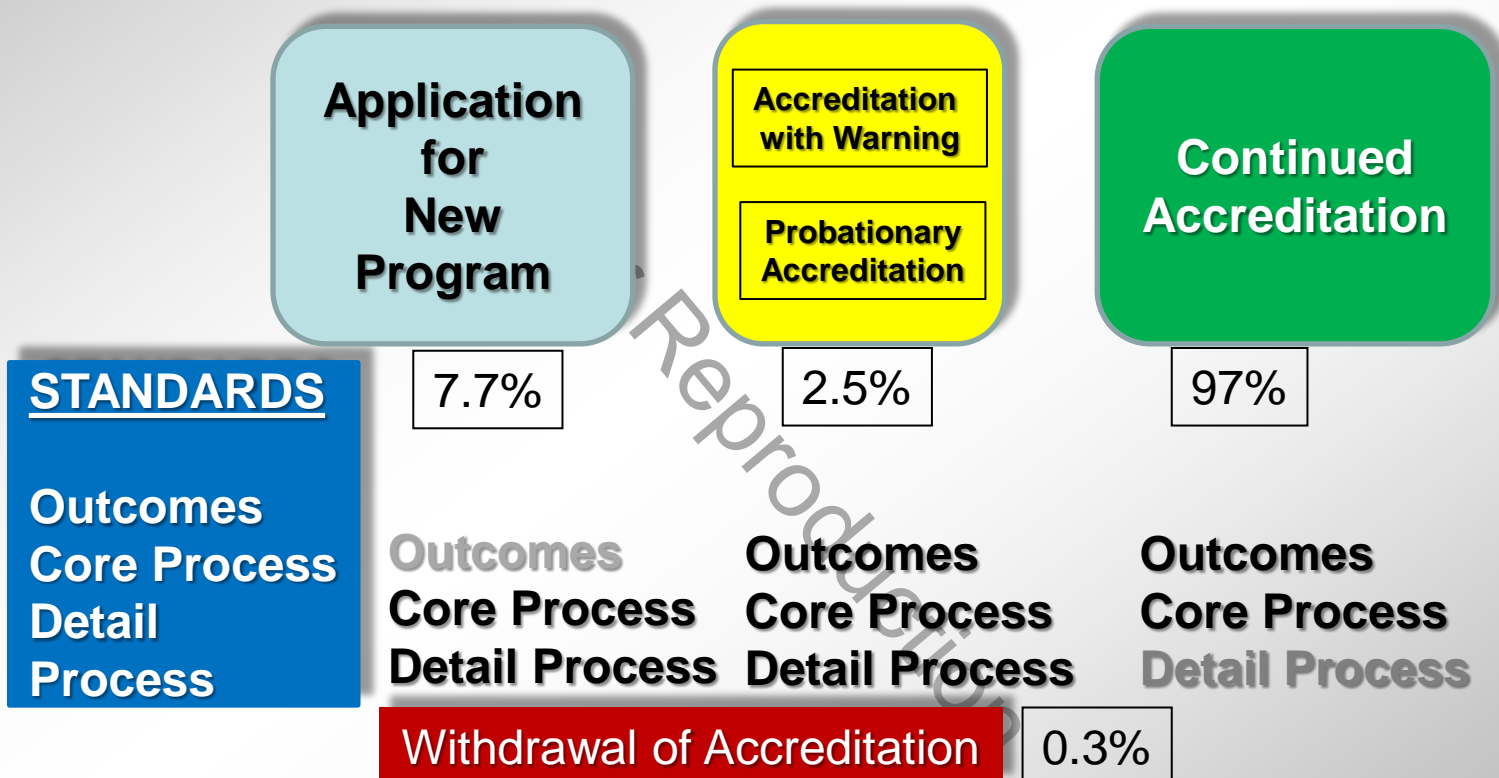 Application
for
New
Program
Accreditation
with Warning
Probationary
Accreditation
Continued
Accreditation
7.7%
2.5%
97%
STANDARDS
Outcomes
Core Process
Detail
Process
Outcomes
Core Process
Detail Process
Outcomes
Core Process
Detail Process
Outcomes
Core Process
Detail Process
Withdrawal of Accreditation
0.3%
Reproduction